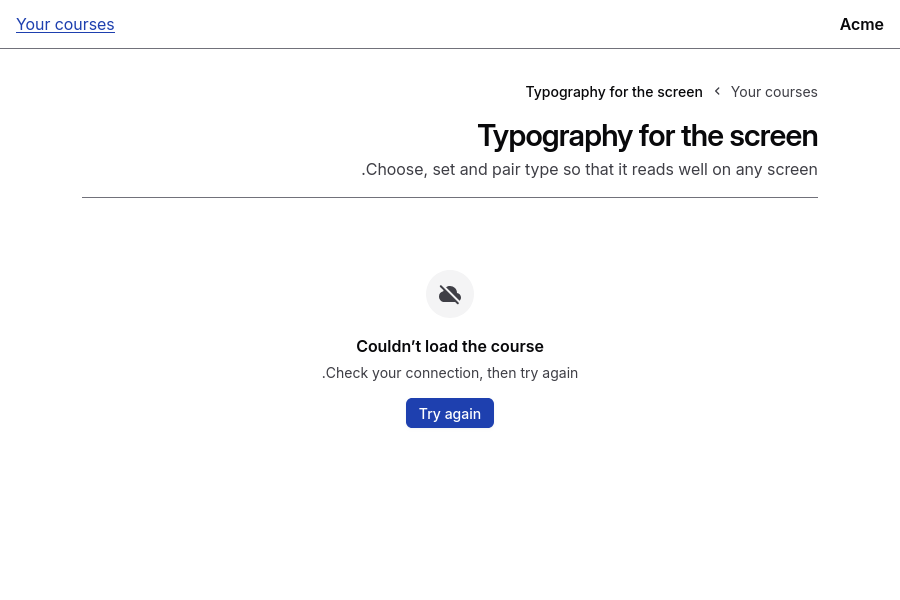 Acme
Your courses
Your courses
Typography for the screen
Typography for the screen
Choose, set and pair type so that it reads well on any screen.
Couldn’t load the course
Check your connection, then try again.
Try again